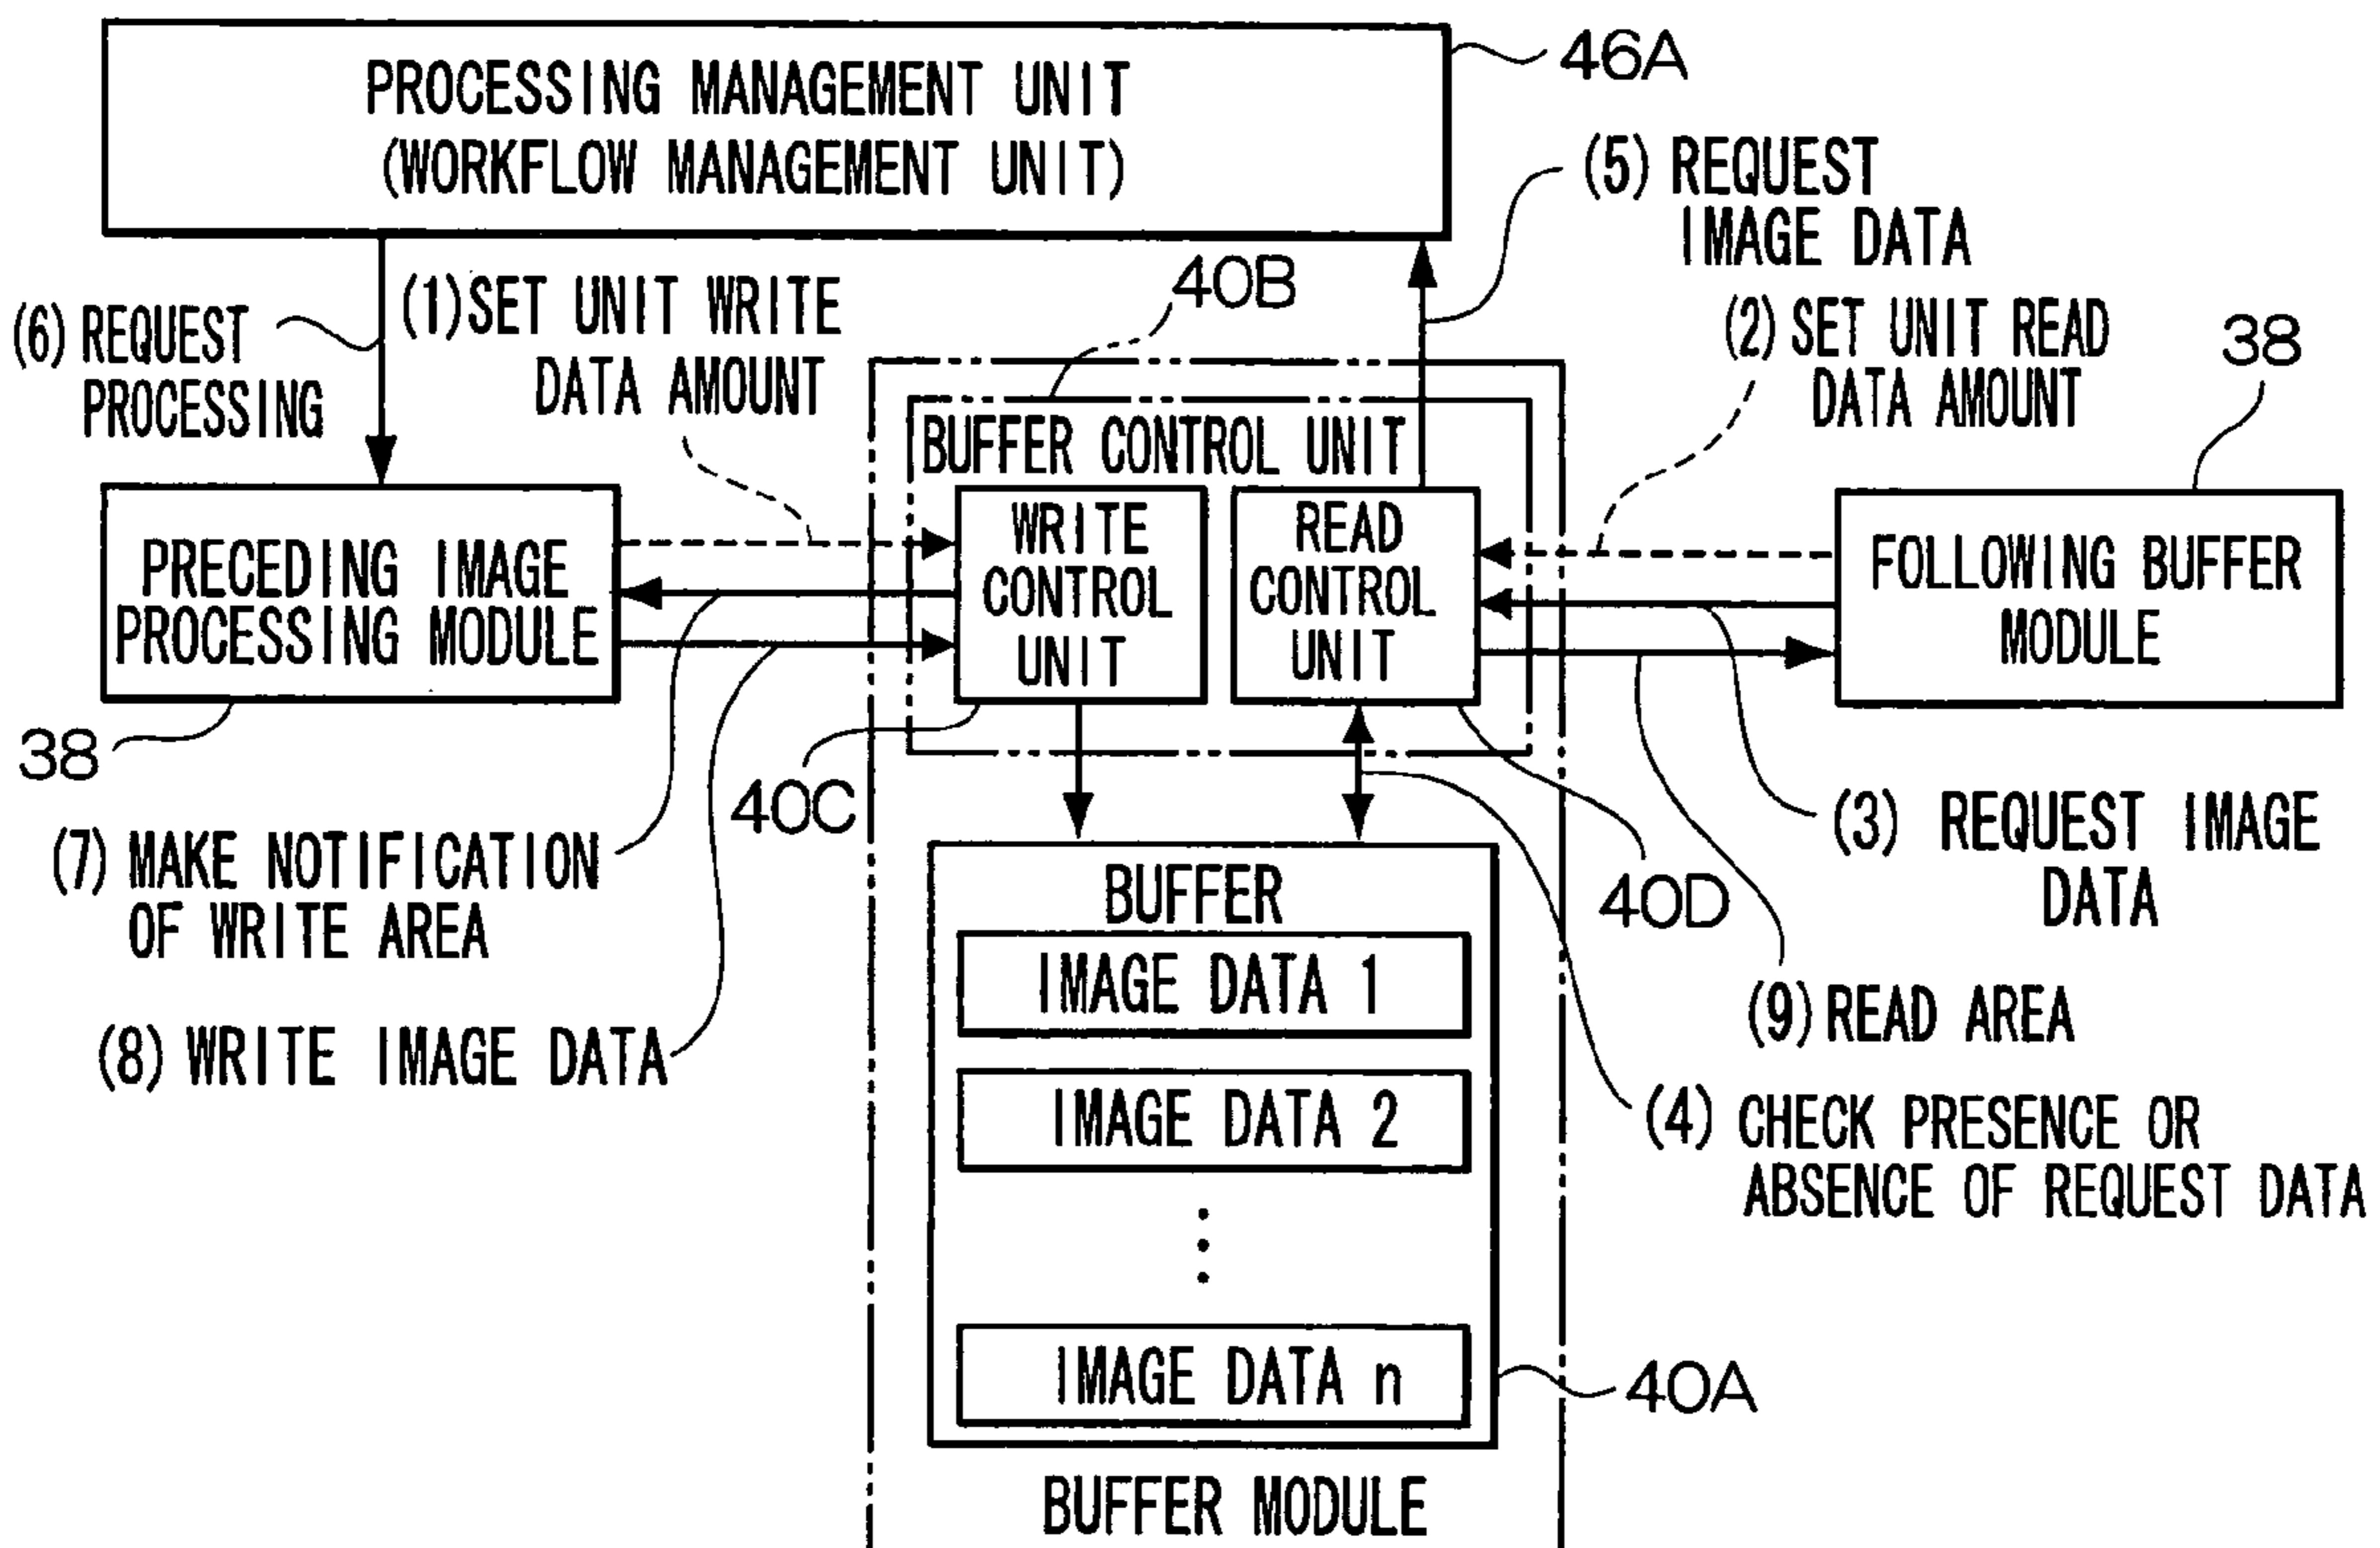 PROCESSING MANAGEMENT UNIT
(WORKFLOW MANAGEMENT UNIT)
46A
(5) REQUEST
IMAGE DATA
(6) REQUEST
PROCESSING
(1) SET UNIT WRITE
DATA AMOUNT
40B
(2) SET UNIT READ
DATA AMOUNT
38
BUFFER CONTROL UNIT
PRECEDING IMAGE
PROCESSING MODULE
WRITE
CONTROL
UNIT
READ
CONTROL
UNIT
FOLLOWING BUFFER
MODULE
38
40C
(7) MAKE NOTIFICATION
OF WRITE AREA
(8) WRITE IMAGE DATA
40D
(3) REQUEST IMAGE
DATA
(9) READ AREA
(4) CHECK PRESENCE OR
ABSENCE OF REQUEST DATA
BUFFER
IMAGE DATA 1
IMAGE DATA 2
IMAGE DATA n
40A
BUFFER MODULE